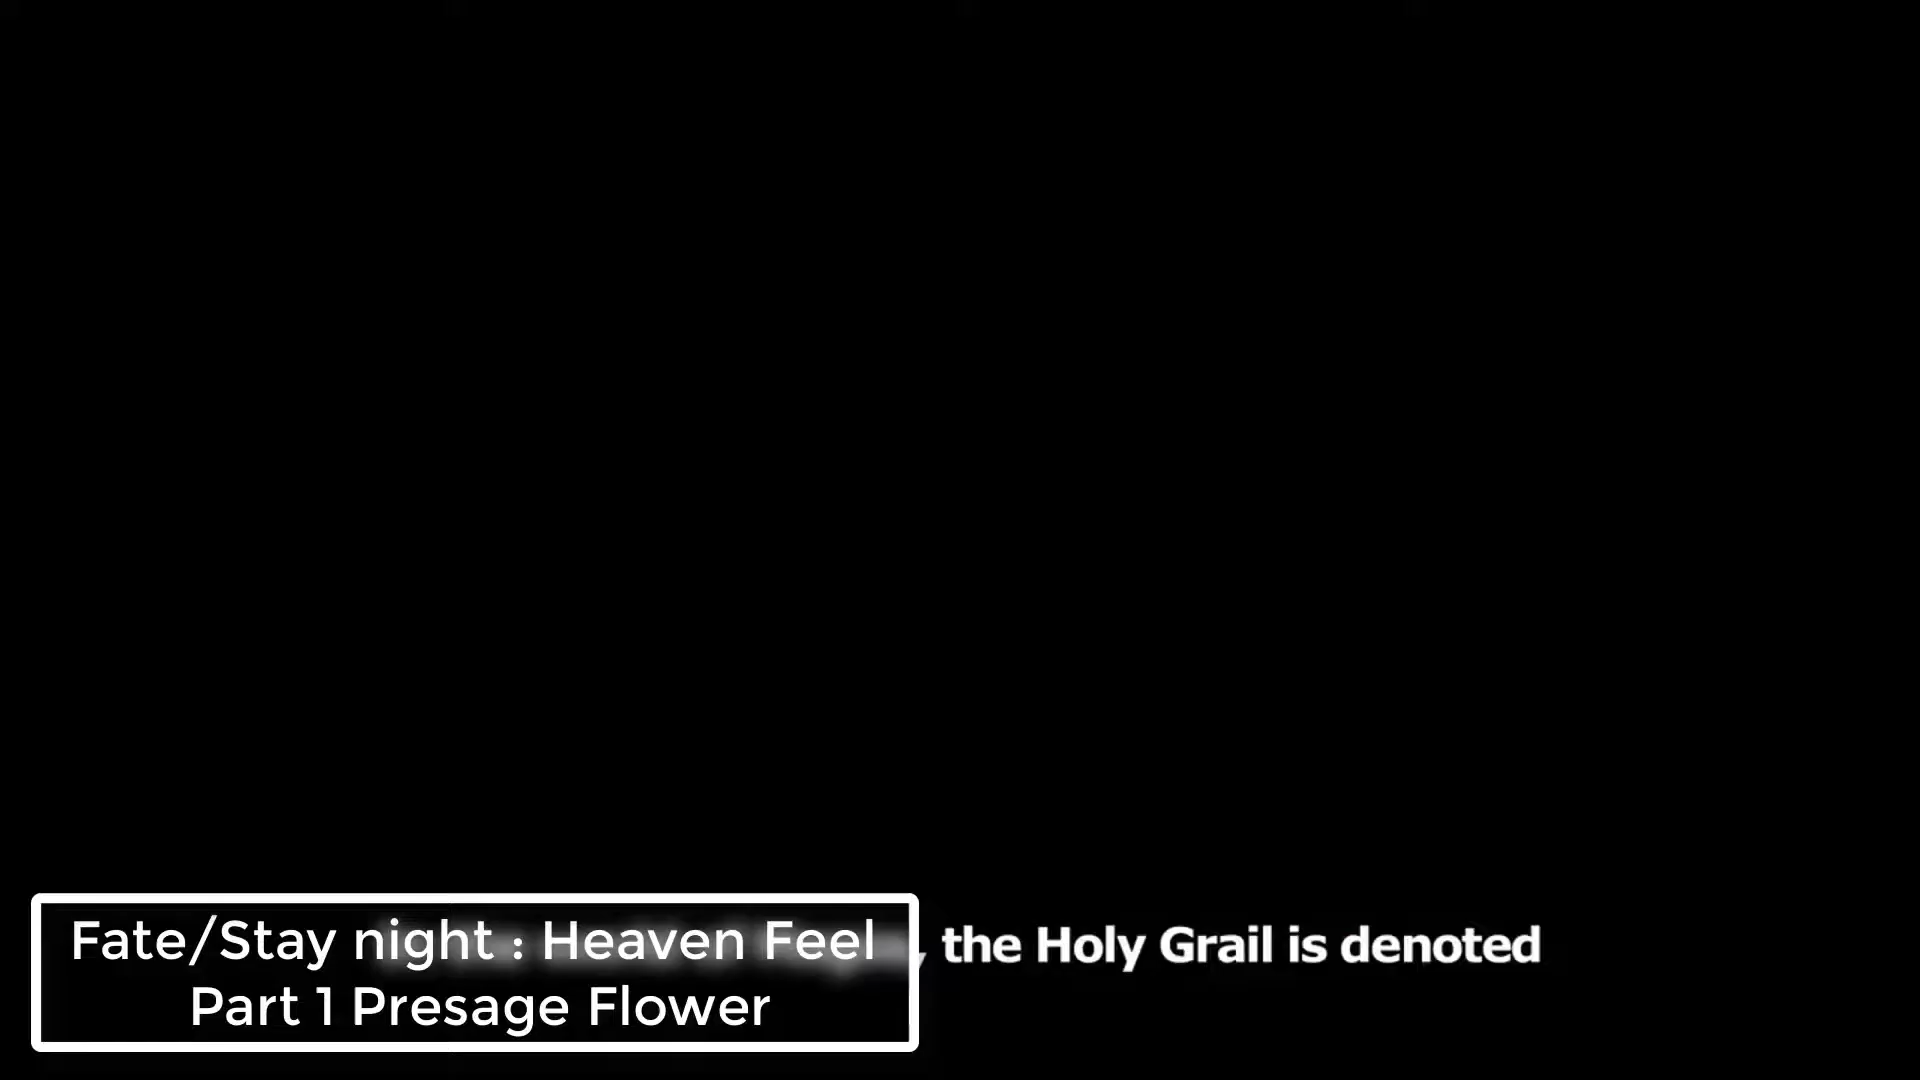 Fate/Stay night : Heaven Feel
Part 1 Presage Flower
, the Holy Grail is denoted